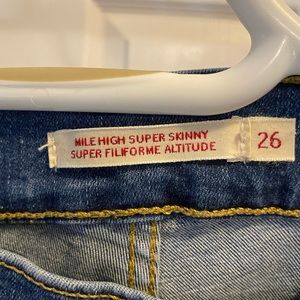 MILE HIGH SUPER SKINNY
SUPER FILIFORME ALTITUDE
26